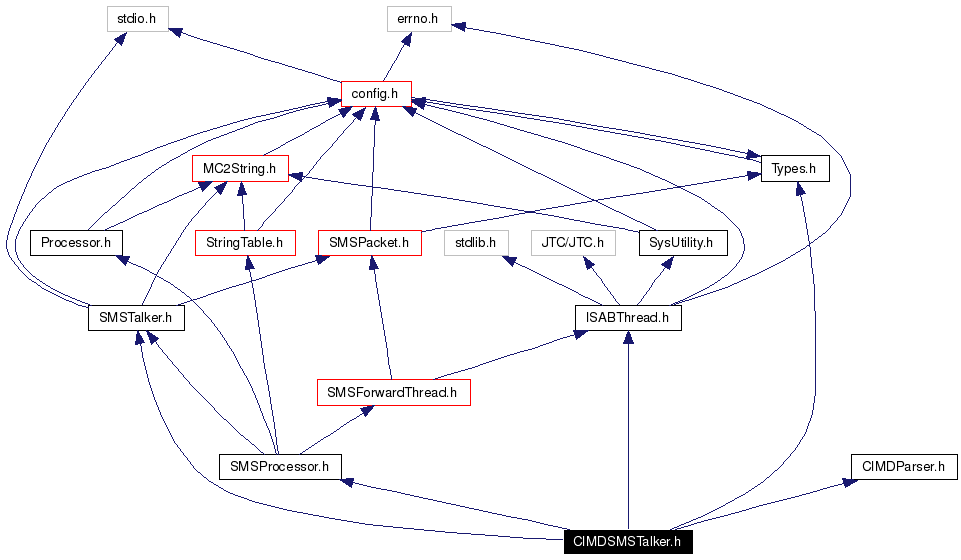 stdio.h
errno.h
config.h
MC2String.h
Types.h
Processor.h
StringTable.h
SMSPacket.h
stdlib.h
JTC/JTC.h
SysUtility.h
SMSTalker.h
ISABThread.h
SMSForwardThread.h
SMSProcessor.h
CIMDParser.h
CIMDSMSTalker.h